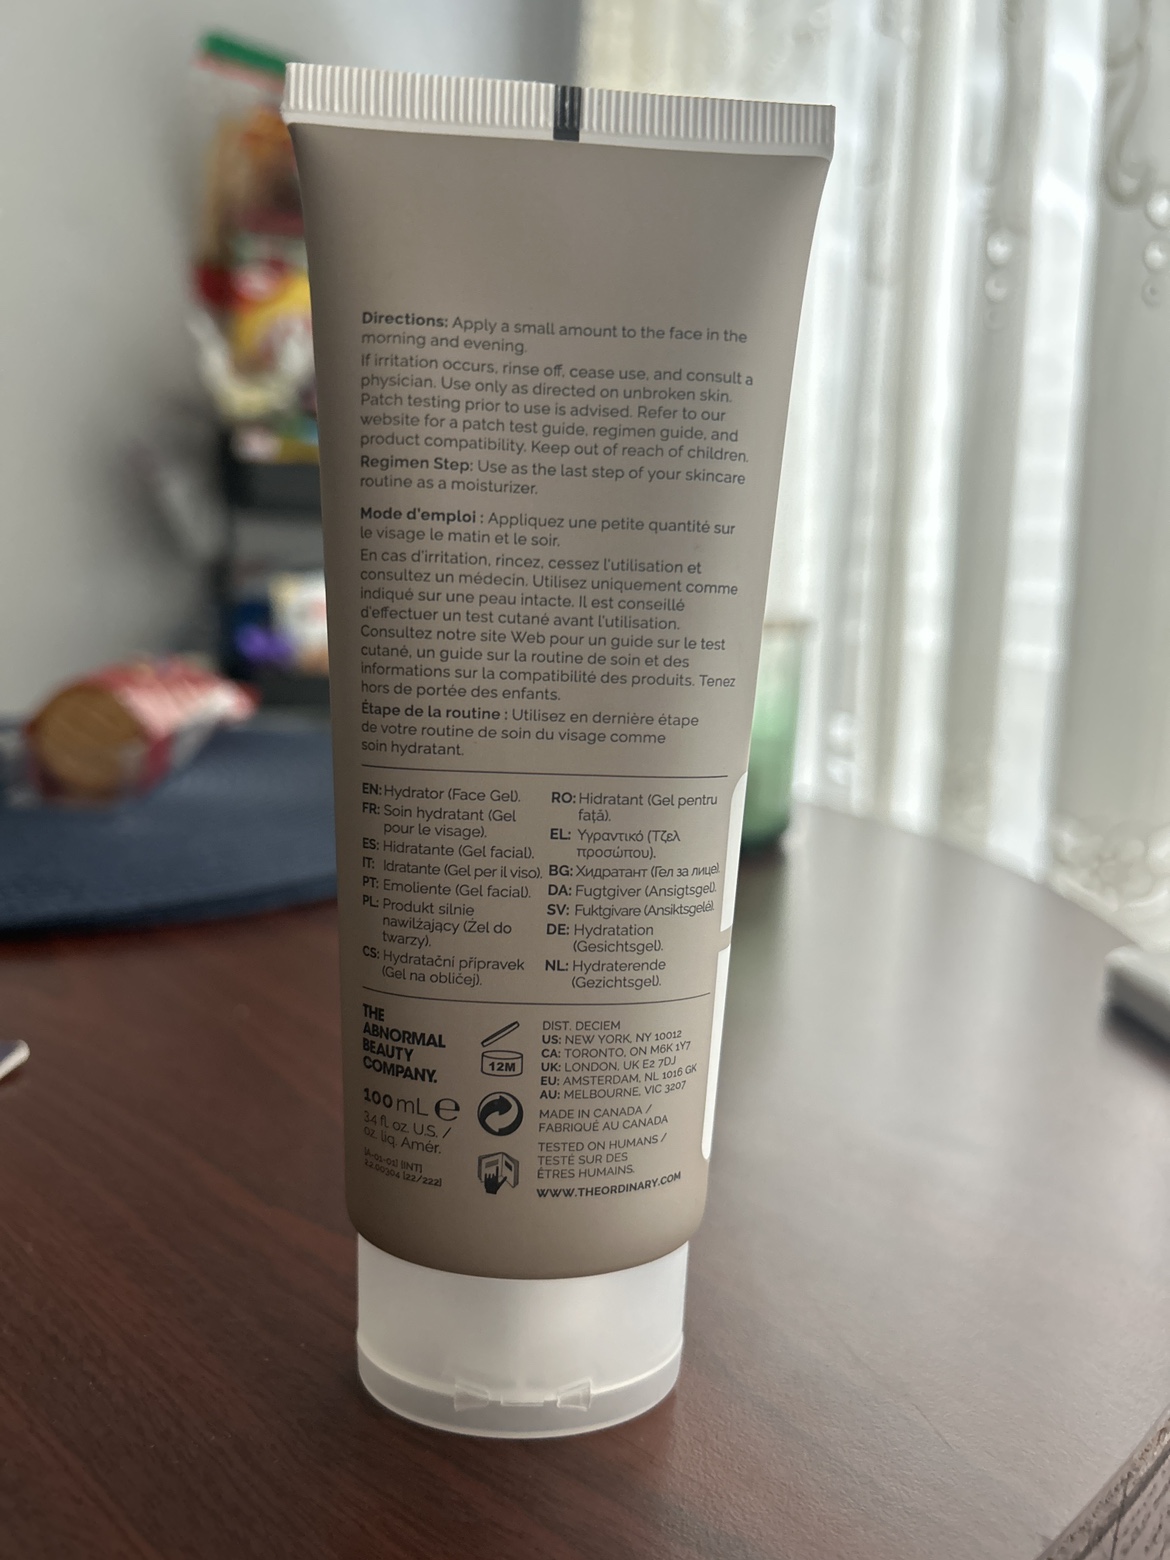 Directions: Apply a small amount to the face in the
morning and evening.
If irritation occurs, rinse off, cease use, and consult a
physician. Use only as directed on unbroken skin.
Patch testing prior to use is advised. Refer to our
website for a patch test guide, regimen guide, and
product compatibility. Keep out of reach of children.
Regimen Step: Use as the last step of your skincare
routine as a moisturizer.
Mode d'emploi : Appliquez une petite quantité sur
le visage le matin et le soir.
En cas d'irritation, rincez, cessez l'utilisation et
consultez un médecin. Utilisez uniquement comme
indiqué sur une peau intacte. Il est conseillé
d'effectuer un test cutané avant l'utilisation.
Consultez notre site Web pour un guide sur le test
cutané, un guide sur la routine de soin et des
informations sur la compatibilité des produits. Tenez
hors de portée des enfants.
Étape de la routine : Utilisez en dernière étape
de votre routine de soin du visage comme
soin hydratant.
EN: Hydrator (Face Gel).
FR: Soin hydratant (Gel
pour le visage).
ES: Hidratante (Gel facial).
IT: Idratante (Gel per il viso).
PT: Emoliente (Gel facial).
PL: Produkt silnie
nawilżający (Żel do
twarzy).
CS: Hydratační přípravek
(Gel na obličej).
RO: Hidratant (Gel pentru
față).
EL: Υγραντικό (Τζελ
προσώπου).
BG: Хидратант (Гел за лице).
DA: Fugtgiver (Ansigtsgel).
SV: Fuktgivare (Ansiktsgelé).
DE: Hydratation
(Gesichtsgel).
NL: Hydraterende
(Gezichtsgel).
THE
ABNORMAL
BEAUTY
COMPANY.
100 mL ℮
3.4 fl. oz. U.S. /
oz. liq. Amér.
[INT]
[22/222]
12M
DIST. DECIEM
US: NEW YORK, NY 10012
CA: TORONTO, ON M6K 1Y7
UK: LONDON, UK E2 7DJ
EU: AMSTERDAM, NL 1016 GK
AU: MELBOURNE, VIC 3207
MADE IN CANADA /
FABRIQUÉ AU CANADA
TESTED ON HUMANS /
TESTÉ SUR DES
ÊTRES HUMAINS.
WWW.THEORDINARY.COM